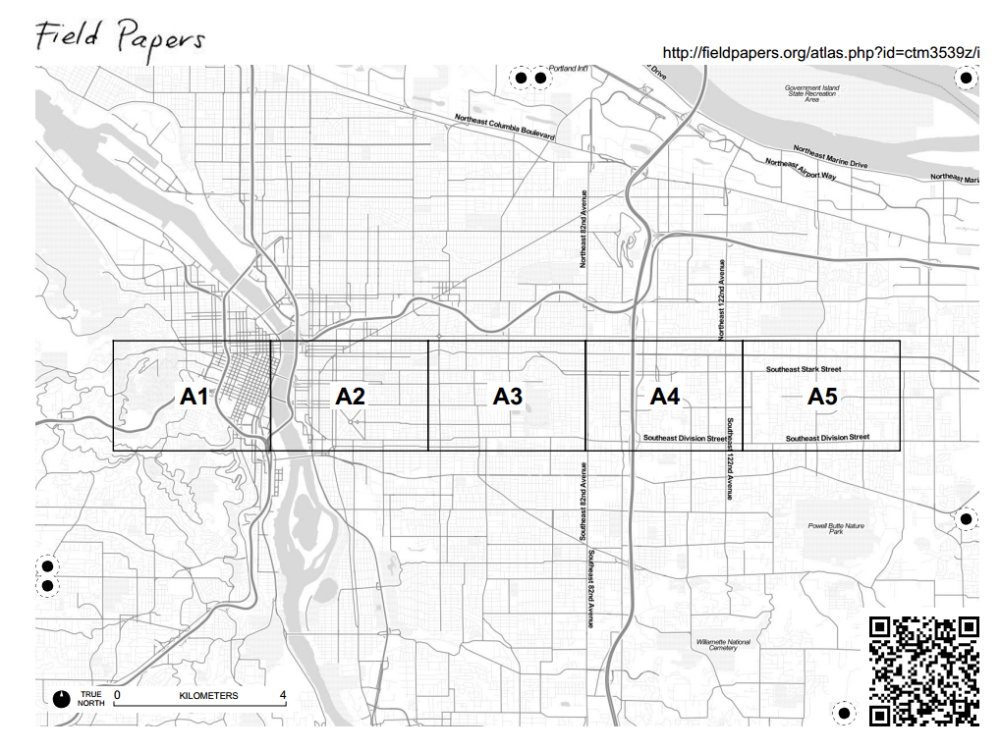 Field Papers
http://fieldpapers.org/atlas.php?id=ctm3539z/i
Portland Int'l
Drive
Government Island
State Recreation
Area
Northeast Columbia Boulevard
Northeast Marine Drive
Northeast Airport Way
Northeast Mari
Northeast 82nd Avenue
Northeast 122nd Avenue
Southeast Stark Street
A1
A2
A3
A4
A5
Southeast Division Street
Southeast Division Street
Southeast 122nd Avenue
Southeast 82nd Avenue
Powell Butte Nature
Park
Southeast 82nd Avenue
Willamette National
Cemetery
TRUE
NORTH
0 KILOMETERS 4